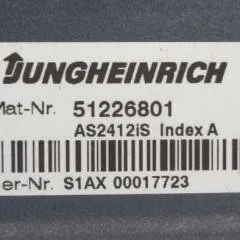 JUNGHEINRICH
Mat-Nr. 51226801
AS2412iS Index A
er-Nr. S1AX 00017723